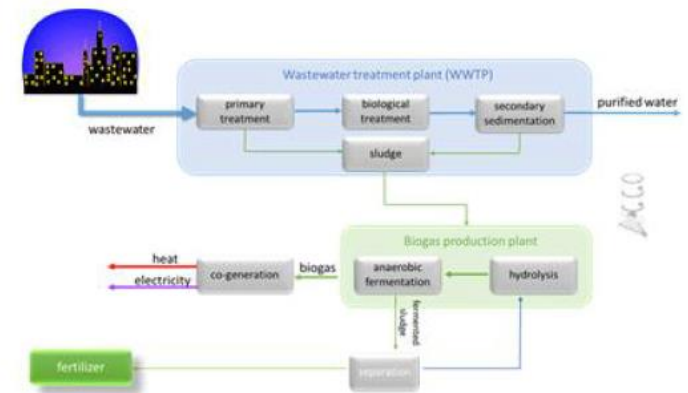 Wastewater treatment plant (WWTP)
wastewater
primary
treatment
biological
treatment
secondary
sedimentation
purified water
sludge
Biogas production plant
heat
electricity
co-generation
biogas
anaerobic
fermentation
hydrolysis
fermented
sludge
fertilizer
separation